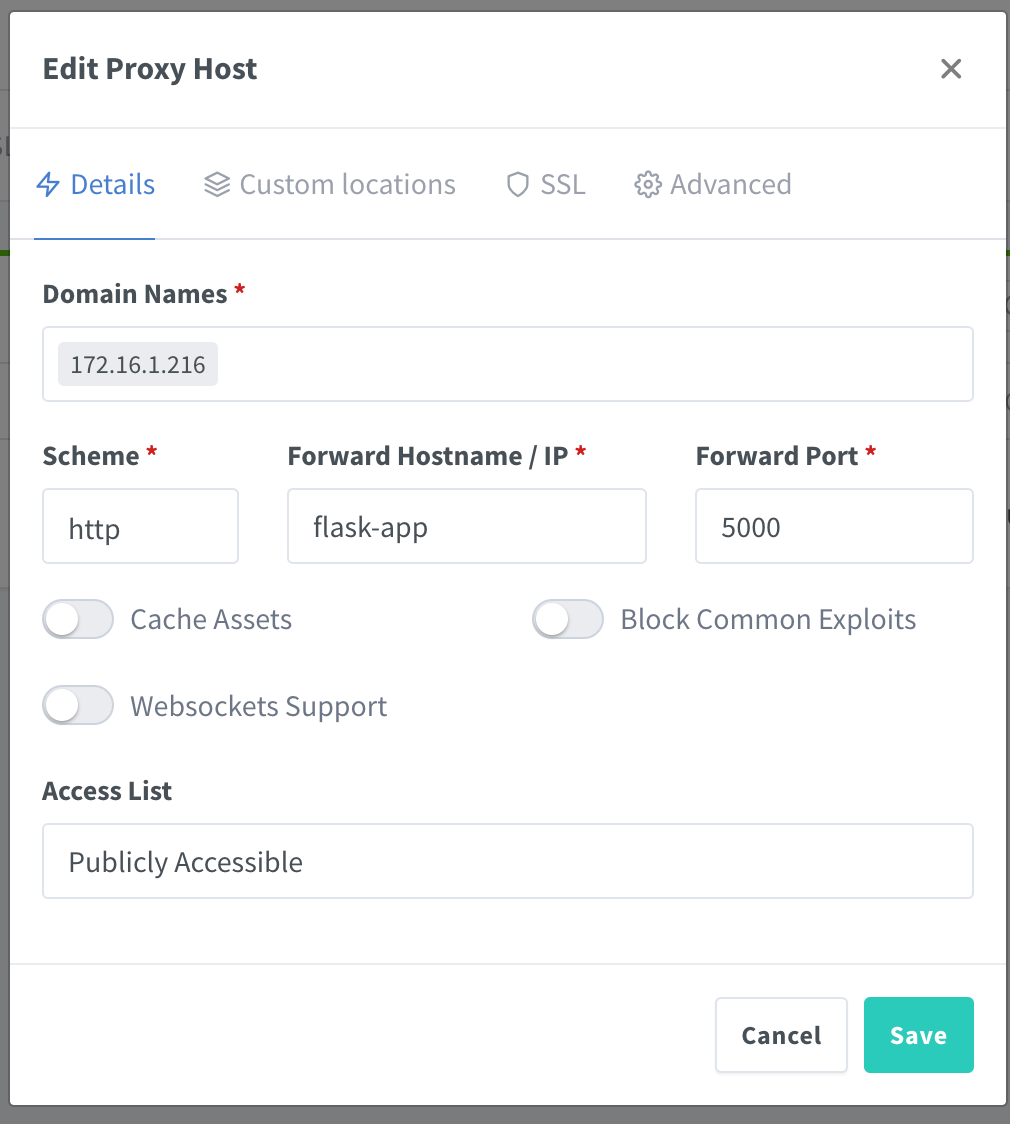 Edit Proxy Host
Details Custom locations SSL Advanced
Domain Names *
172.16.1.216
Scheme * Forward Hostname / IP * Forward Port *
http flask-app 5000
Cache Assets Block Common Exploits
Websockets Support
Access List
Publicly Accessible
Cancel Save